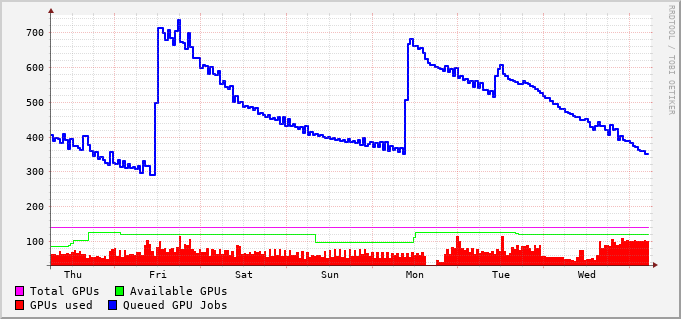 700
600
500
400
300
200
100
Thu Fri Sat Sun Mon Tue Wed
Total GPUs Available GPUs
GPUs used Queued GPU Jobs
RRDTOOL / TOBI OETIKER